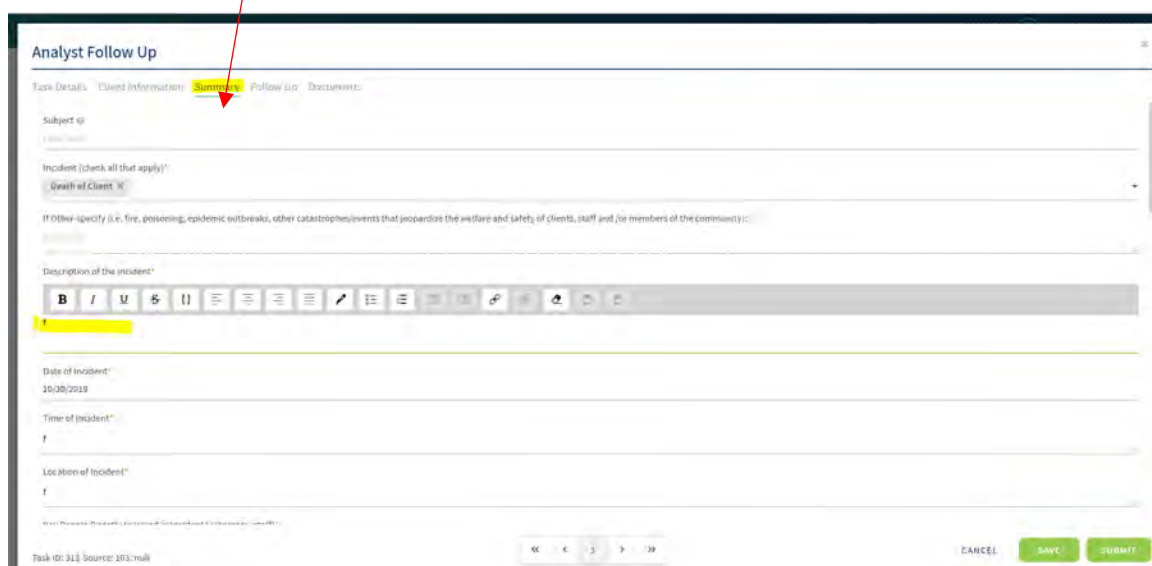 Analyst Follow Up
Task Details Client Information Summary Follow Up Documents
Subject
Incident (check all that apply)*
Death of Client ×
If Other-specify (i.e. fire, poisoning, epidemic outbreaks, other catastrophes/events that jeopardize the welfare and safety of clients, staff and /or members of the community):
Description of the incident*
B I U S {}
f
Date of Incident*
10/30/2019
Time of Incident*
f
Location of Incident*
f
Task ID: 313 Source: 103: null
« ‹ 3 › »
CANCEL SAVE SUBMIT